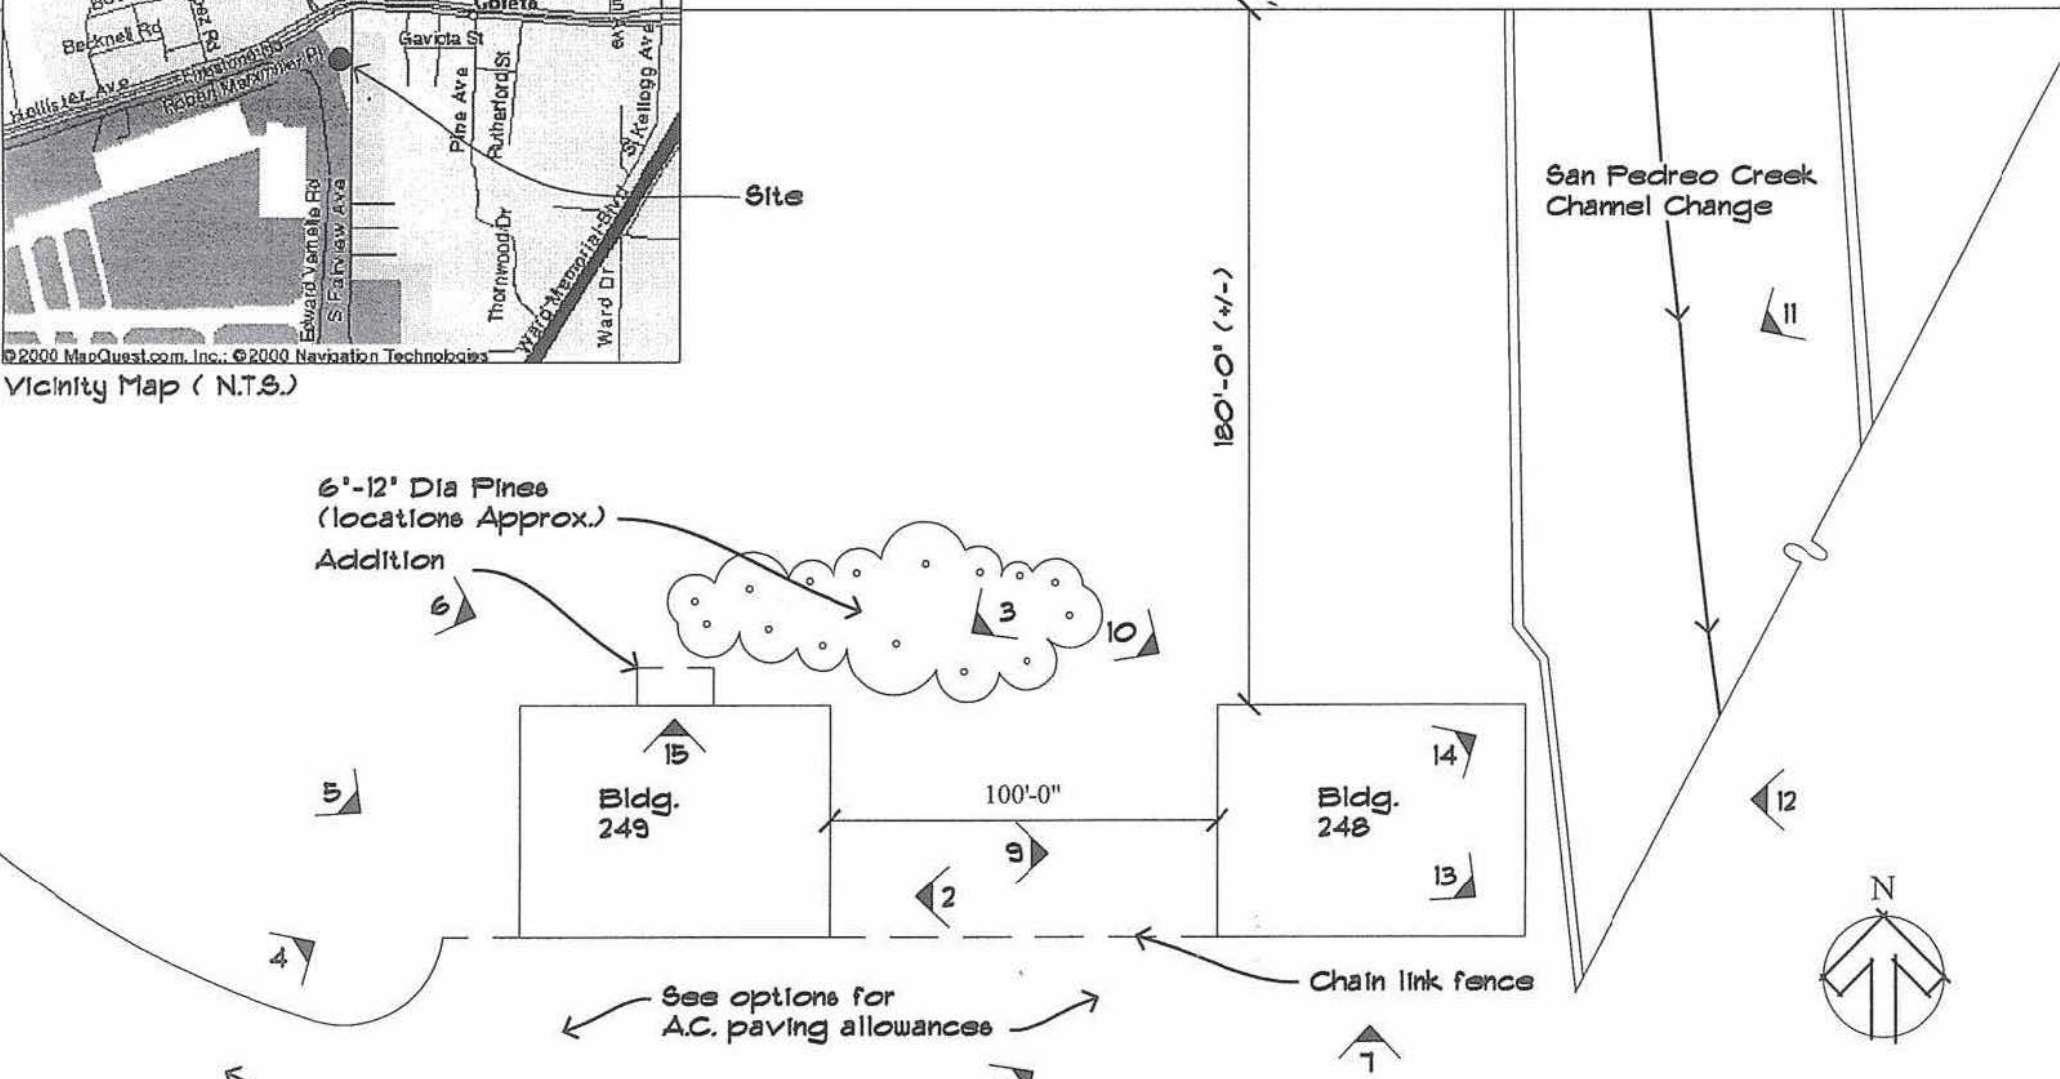 Goleta
Becknell Rd
Gaviota St
Hollister Ave
Firestone Rd
Robert Marxmiller Pl
Pine Ave
Rutherford St
S Kellogg Ave
Edward Vernelle Rd
S Fairview Ave
Thornwood Dr
Ward Memorial Blvd
Ward Dr
©2000 MapQuest.com, Inc.; ©2000 Navigation Technologies
Vicinity Map ( N.T.S.)
Site
180'-0" (+/-)
San Pedreo Creek
Channel Change
11
6"-12" Dia Pines
(locations Approx.)
Addition
6
3
10
15
14
5
Bldg.
249
100'-0"
Bldg.
248
12
9
13
2
N
4
See options for
A.C. paving allowances
Chain link fence
7